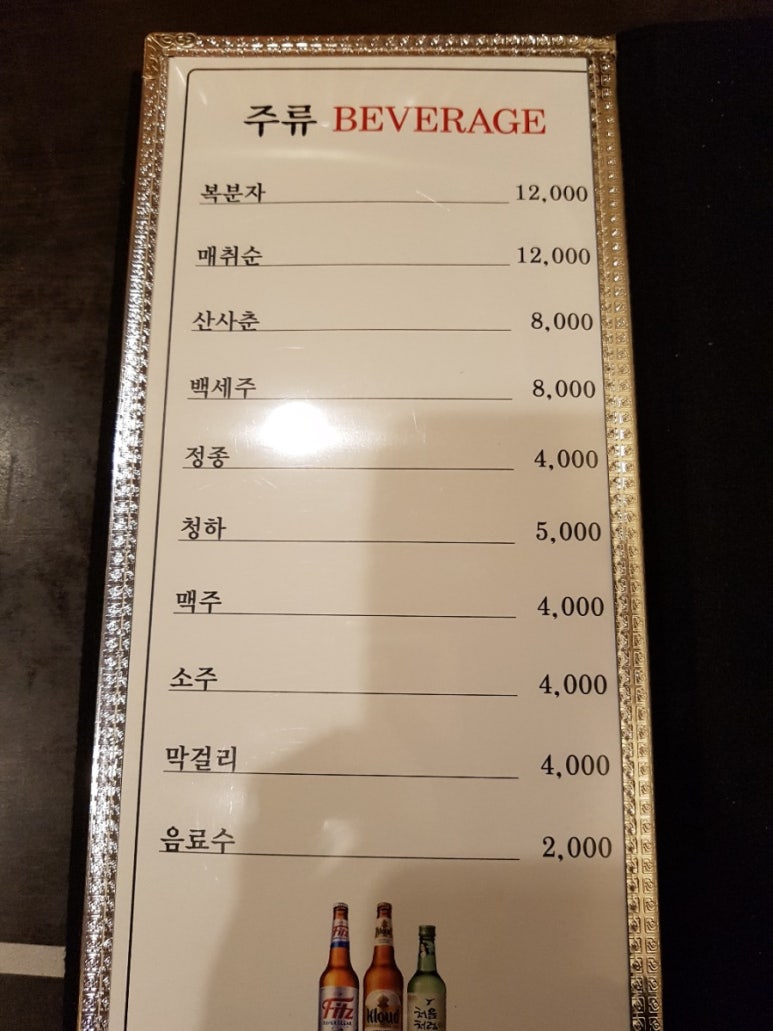 주류 BEVERAGE
복분자 12,000
매취순 12,000
산사춘 8,000
백세주 8,000
정종 4,000
청하 5,000
맥주 4,000
소주 4,000
막걸리 4,000
음료수 2,000
Fitz
Fitz Kloud 처음
처럼